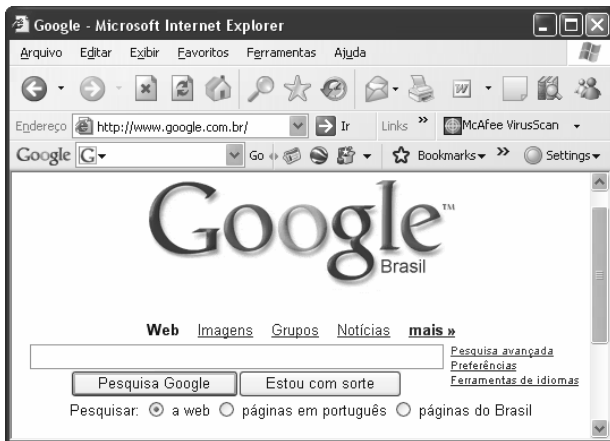 Google - Microsoft Internet Explorer
Arquivo Editar Exibir Favoritos Ferramentas Ajuda
Endereço http://www.google.com.br/ Ir Links » McAfee VirusScan
Google G Go Bookmarks » Settings
Google™
Brasil
Web Imagens Grupos Notícias mais »
Pesquisa avançada
Preferências
Ferramentas de idiomas
Pesquisa Google Estou com sorte
Pesquisar: a web páginas em português páginas do Brasil